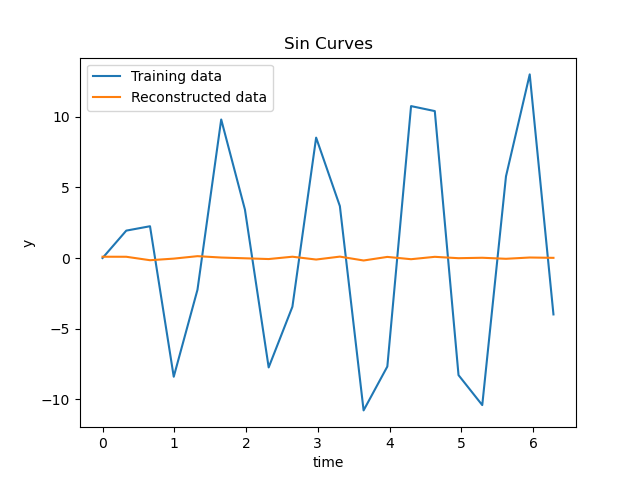 Sin Curves
Training data
Reconstructed data
10
5
0
−5
−10
y
0 1 2 3 4 5 6
time